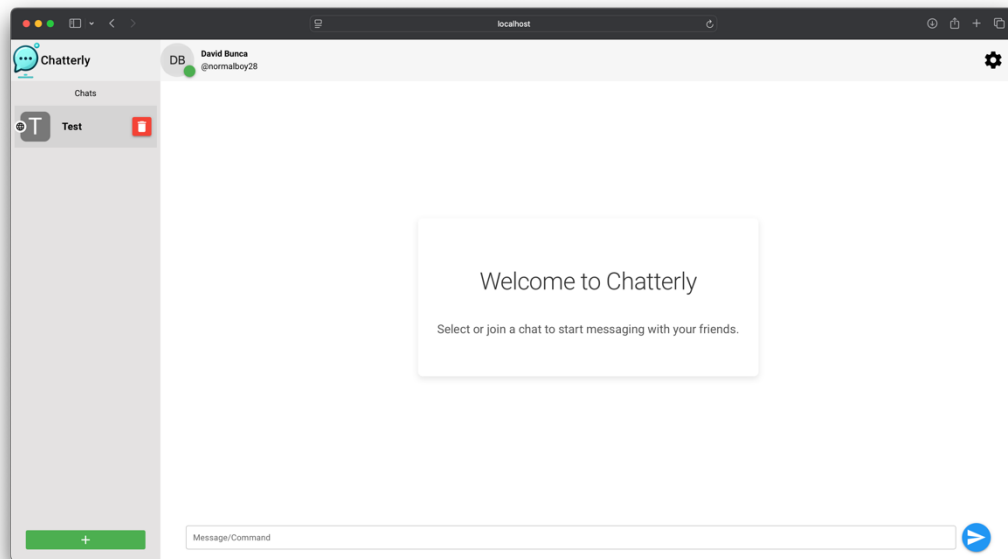 localhost
Chatterly
DB
David Bunca
@normalboy28
Chats
T
Test
Welcome to Chatterly
Select or join a chat to start messaging with your friends.
+
Message/Command